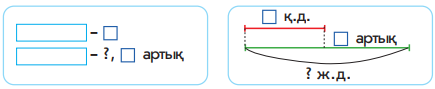 – □
– ?, □ артық
□ қ.д.
□ артық
? ж.д.